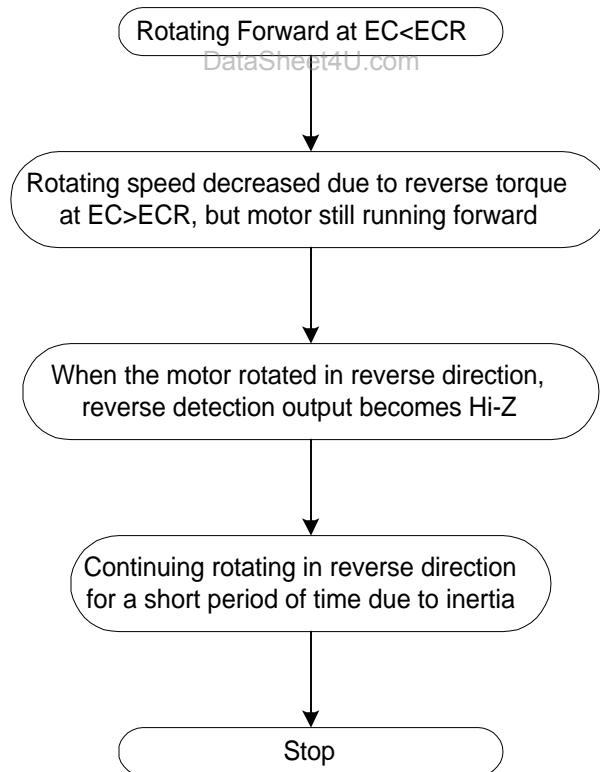 Rotating Forward at EC<ECR
DataSheet4U.com
Rotating speed decreased due to reverse torque
at EC>ECR, but motor still running forward
When the motor rotated in reverse direction,
reverse detection output becomes Hi-Z
Continuing rotating in reverse direction
for a short period of time due to inertia
Stop